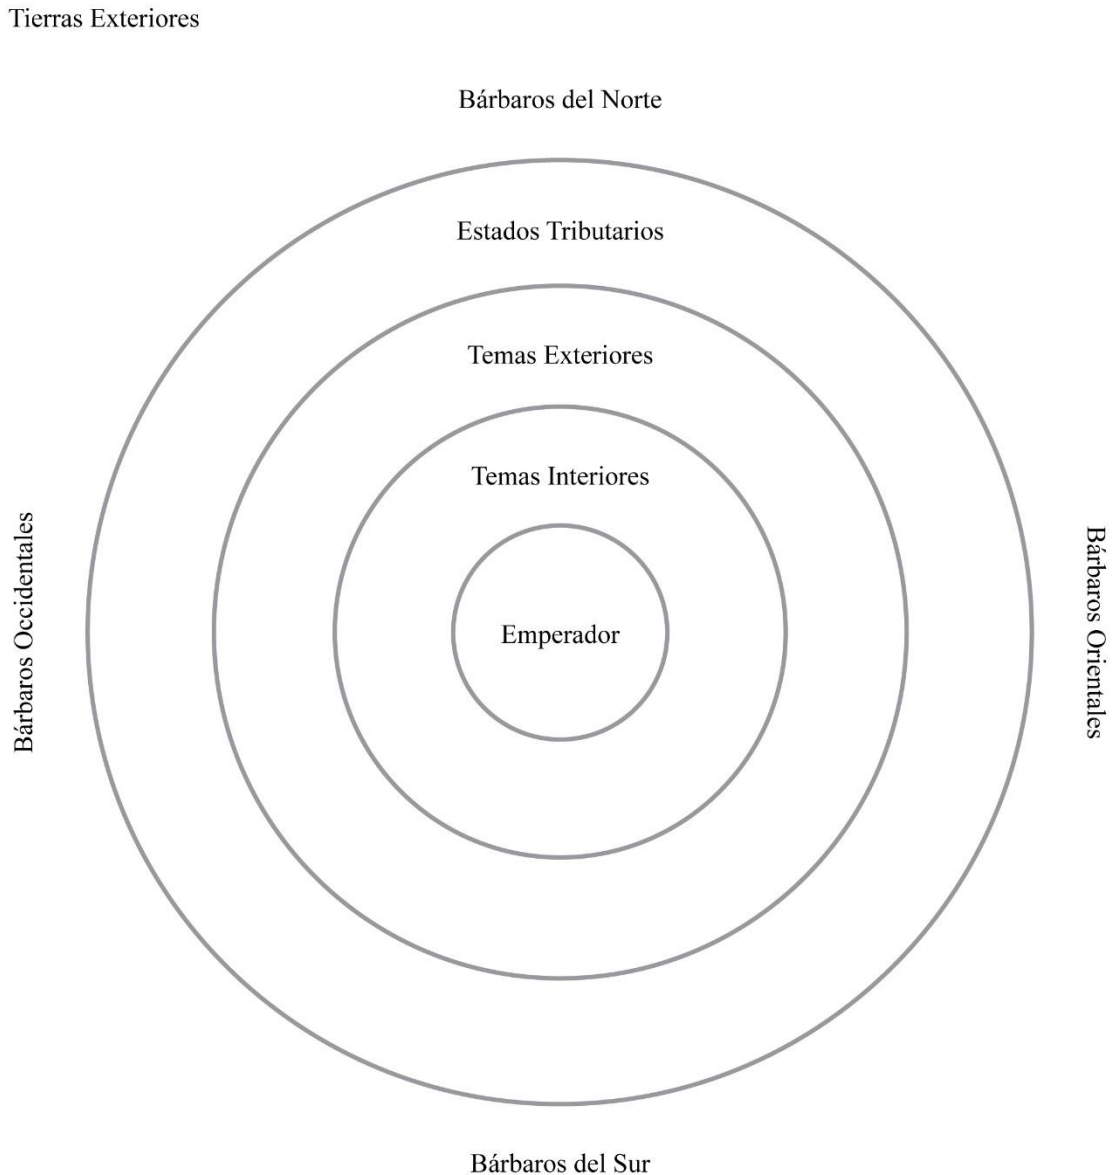 Tierras Exteriores
Bárbaros del Norte
Estados Tributarios
Temas Exteriores
Temas Interiores
Bárbaros Occidentales
Emperador
Bárbaros Orientales
Bárbaros del Sur